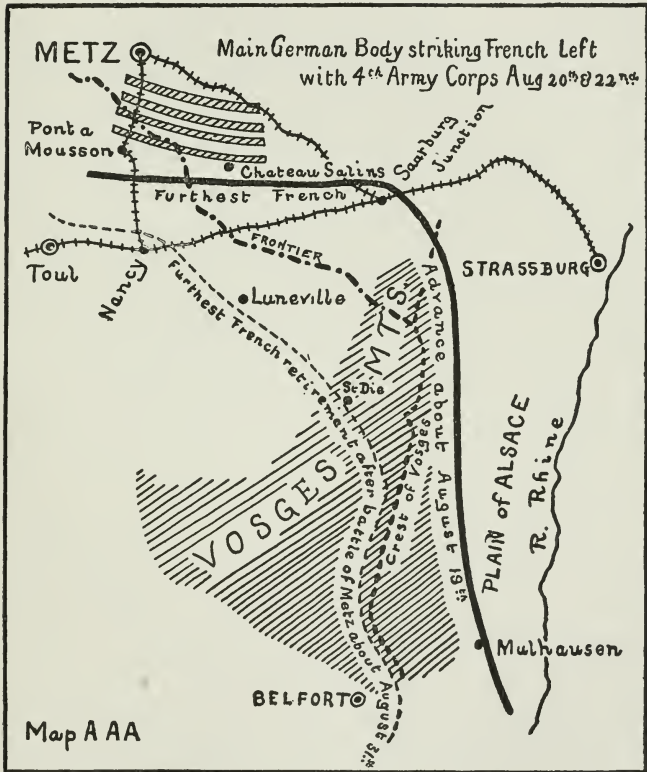 METZ
Main German Body striking French Left
with 4th Army Corps Aug 20th & 22nd
Pont a
Mousson
Saarburg
Junction
Chateau Salins
Furthest French
Advance about August 19th
FRONTIER
Toul
Nancy
Luneville
STRASSBURG
Furthest French retirement after battle of Metz about August 31st
St Die
VOSGES
MTS.
Crest of Vosges
PLAIN of ALSACE
R. Rhine
Mulhausen
BELFORT
Map A AA